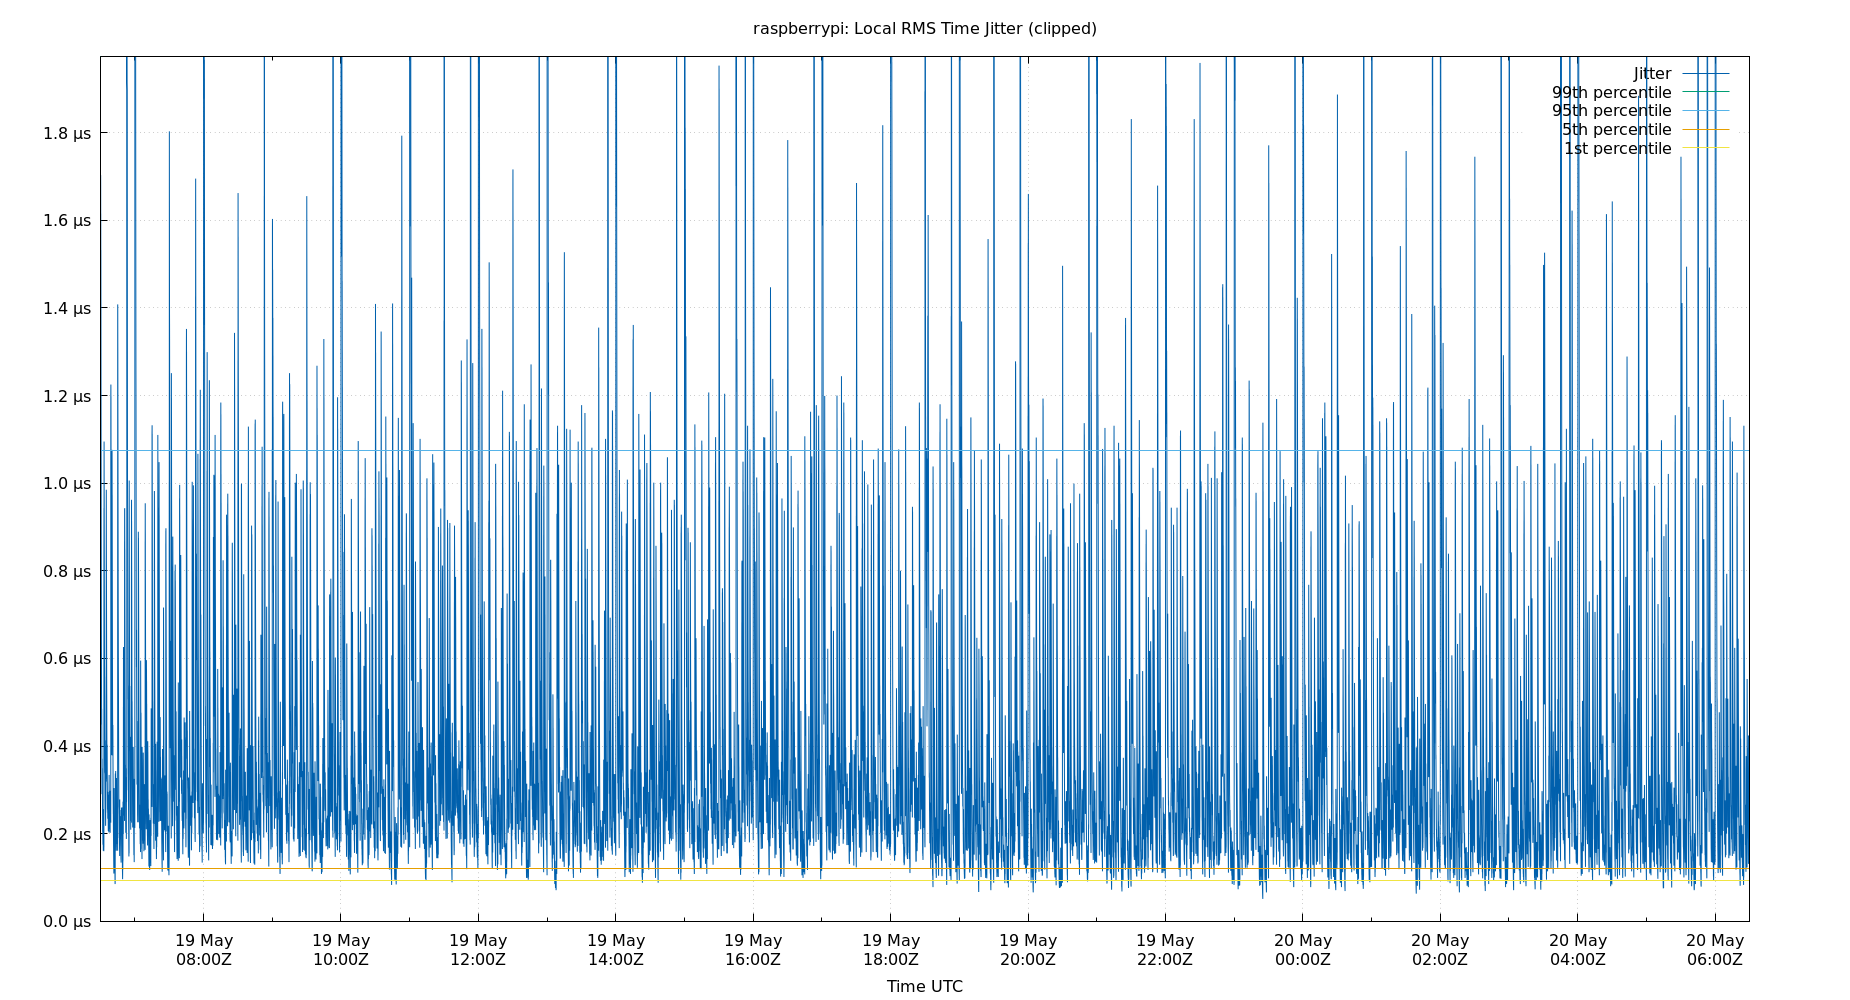 raspberrypi: Local RMS Time Jitter (clipped)
Jitter
99th percentile
95th percentile
5th percentile
1st percentile
1.8 µs
1.6 µs
1.4 µs
1.2 µs
1.0 µs
0.8 µs
0.6 µs
0.4 µs
0.2 µs
0.0 µs
19 May 19 May 19 May 19 May 19 May 19 May 19 May 19 May 20 May 20 May 20 May 20 May
08:00Z 10:00Z 12:00Z 14:00Z 16:00Z 18:00Z 20:00Z 22:00Z 00:00Z 02:00Z 04:00Z 06:00Z
Time UTC